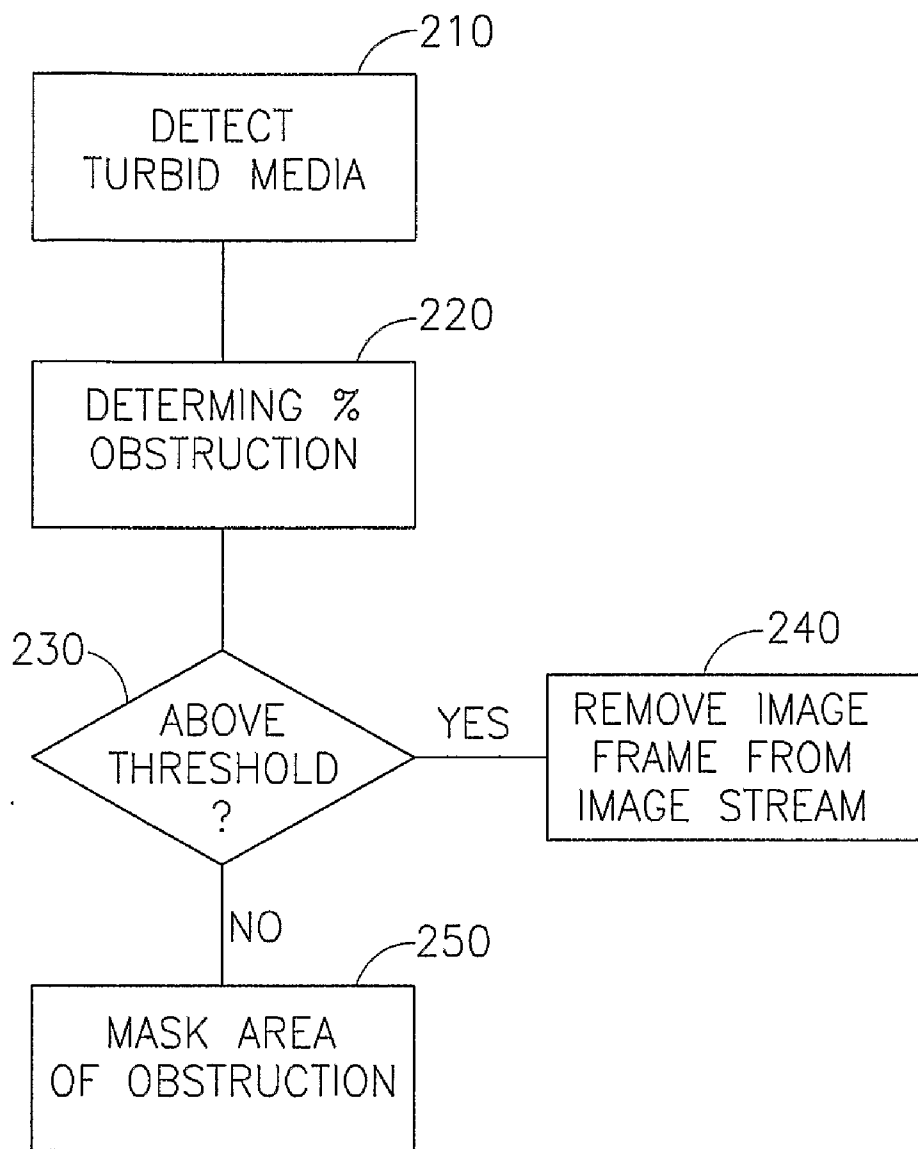 210
DETECT
TURBID MEDIA
220
DETERMING %
OBSTRUCTION
230
ABOVE
THRESHOLD
?
YES
240
REMOVE IMAGE
FRAME FROM
IMAGE STREAM
NO
250
MASK AREA
OF OBSTRUCTION